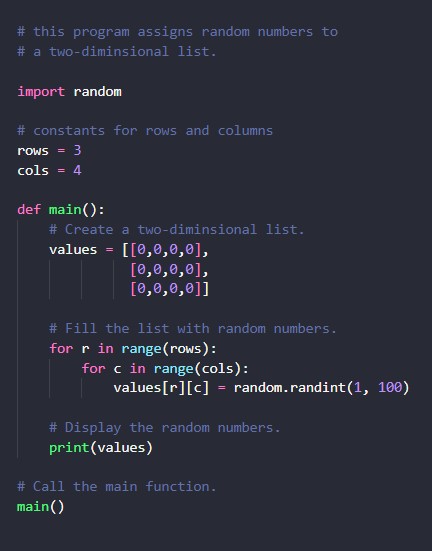 # this program assigns random numbers to
# a two-diminsional list.
import random
# constants for rows and columns
rows = 3
cols = 4
def main():
# Create a two-diminsional list.
values = [[0,0,0,0],
[0,0,0,0],
[0,0,0,0]]
# Fill the list with random numbers.
for r in range(rows):
for c in range(cols):
values[r][c] = random.randint(1, 100)
# Display the random numbers.
print(values)
# Call the main function.
main()